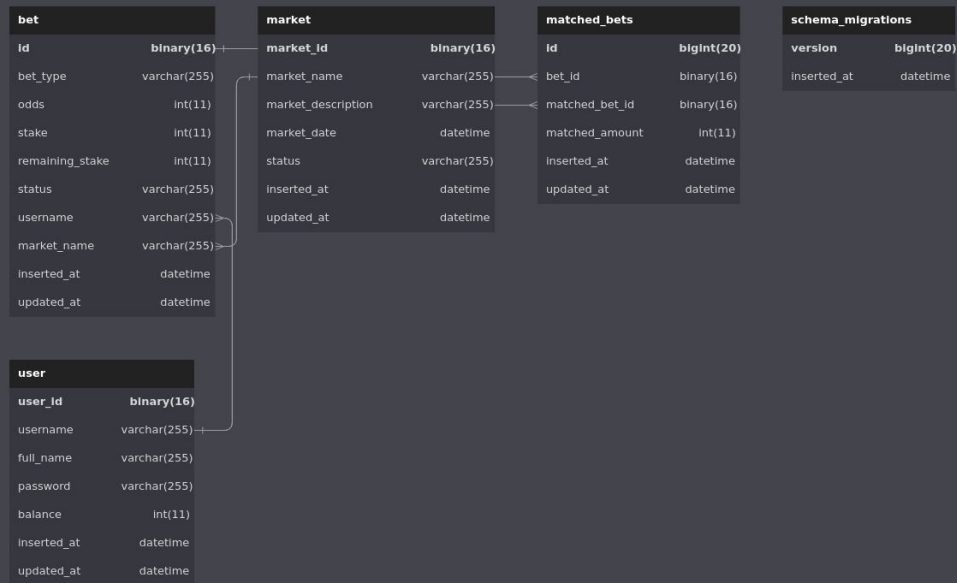 bet
id binary(16)
bet_type varchar(255)
odds int(11)
stake int(11)
remaining_stake int(11)
status varchar(255)
username varchar(255)
market_name varchar(255)
inserted_at datetime
updated_at datetime
market
market_id binary(16)
market_name varchar(255)
market_description varchar(255)
market_date datetime
status varchar(255)
inserted_at datetime
updated_at datetime
matched_bets
id bigint(20)
bet_id binary(16)
matched_bet_id binary(16)
matched_amount int(11)
inserted_at datetime
updated_at datetime
schema_migrations
version bigint(20)
inserted_at datetime
user
user_id binary(16)
username varchar(255)
full_name varchar(255)
password varchar(255)
balance int(11)
inserted_at datetime
updated_at datetime